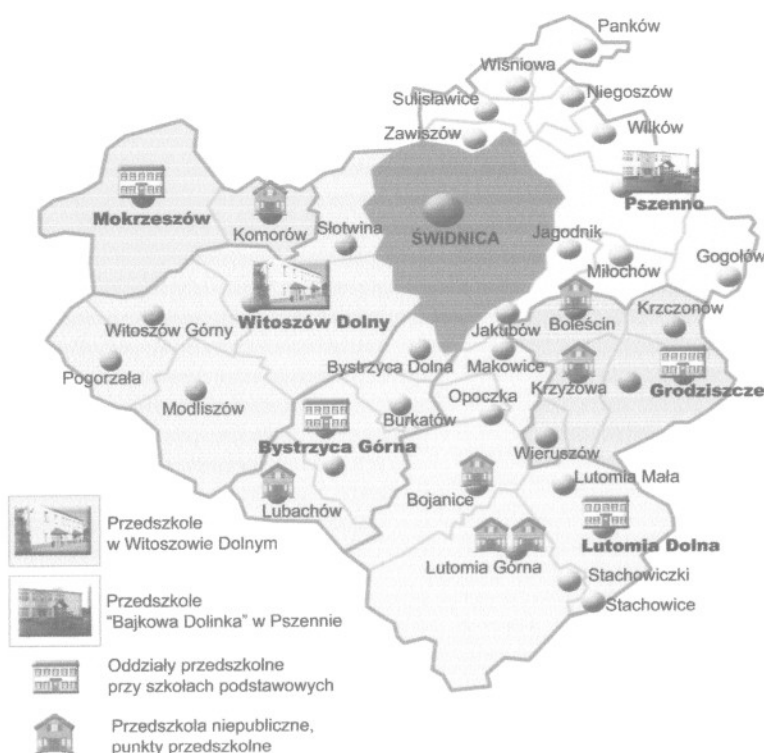 Panków
Wiśniowa
Niegoszów
Sulisławice
Wilków
Zawiszów
Pszenno
Mokrzeszów
Komorów
Słotwina
ŚWIDNICA
Jagodnik
Gogołów
Miłochów
Witoszów Dolny
Witoszów Górny
Jakubów
Boleścin
Krzczonów
Bystrzyca Dolna
Makowice
Pogorzała
Modliszów
Opoczka
Krzyżowa
Grodziszcze
Burkatów
Bystrzyca Górna
Wieruszów
Lutomia Mała
Lubachów
Bojanice
Lutomia Dolna
Lutomia Górna
Stachowiczki
Stachowice
Przedszkole
w Witoszowie Dolnym
Przedszkole
"Bajkowa Dolinka" w Pszennie
Oddziały przedszkolne
przy szkołach podstawowych
Przedszkola niepubliczne,
punkty przedszkolne